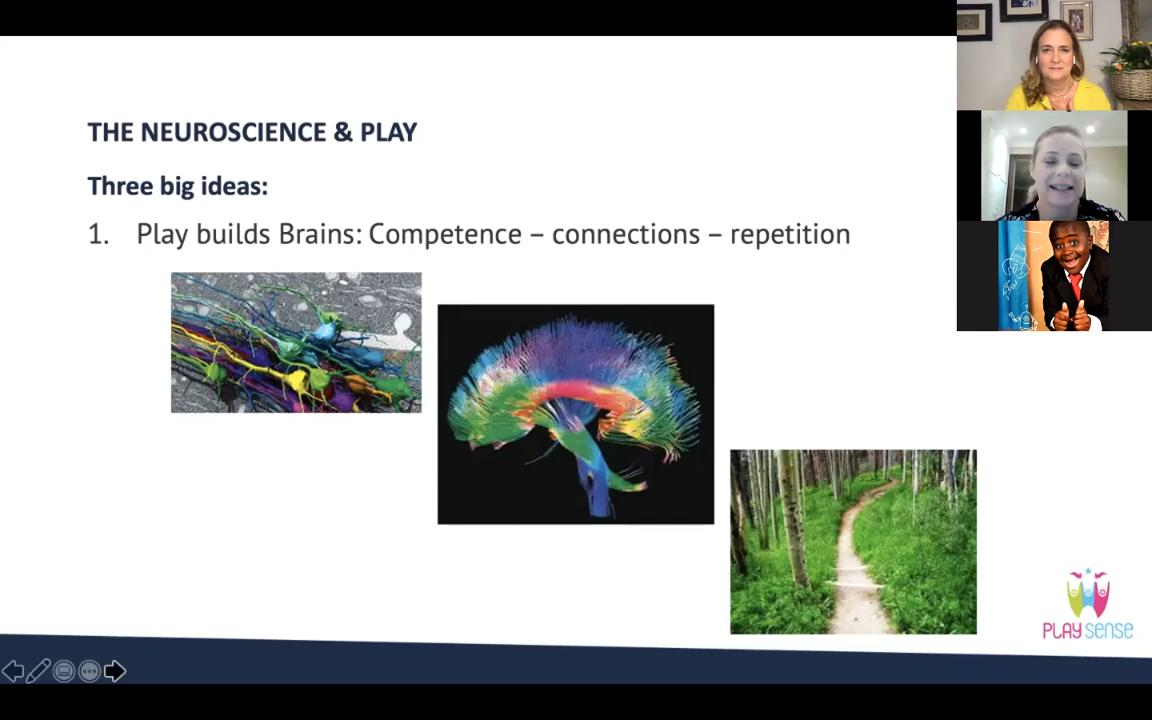 THE NEUROSCIENCE & PLAY
Three big ideas:
1. Play builds Brains: Competence – connections – repetition
PLAY SENSE